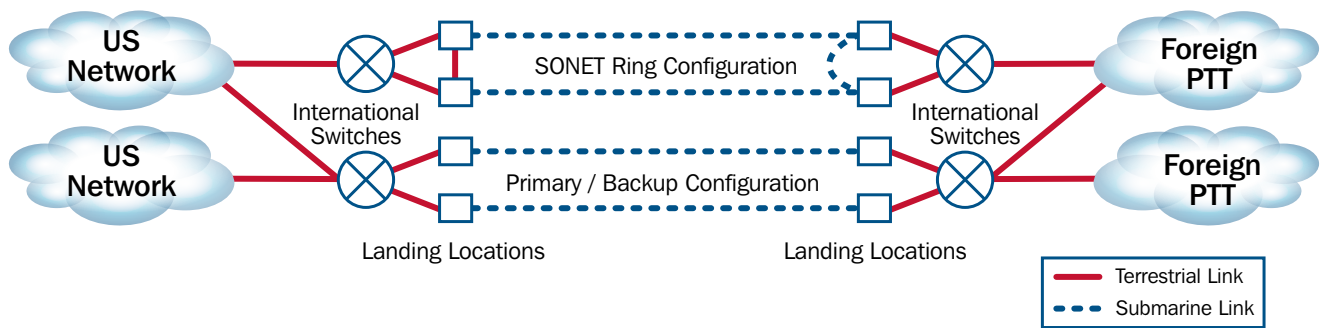 US
Network
SONET Ring Configuration
Foreign
PTT
International
Switches
International
Switches
US
Network
Primary / Backup Configuration
Foreign
PTT
Landing Locations
Landing Locations
Terrestrial Link
Submarine Link